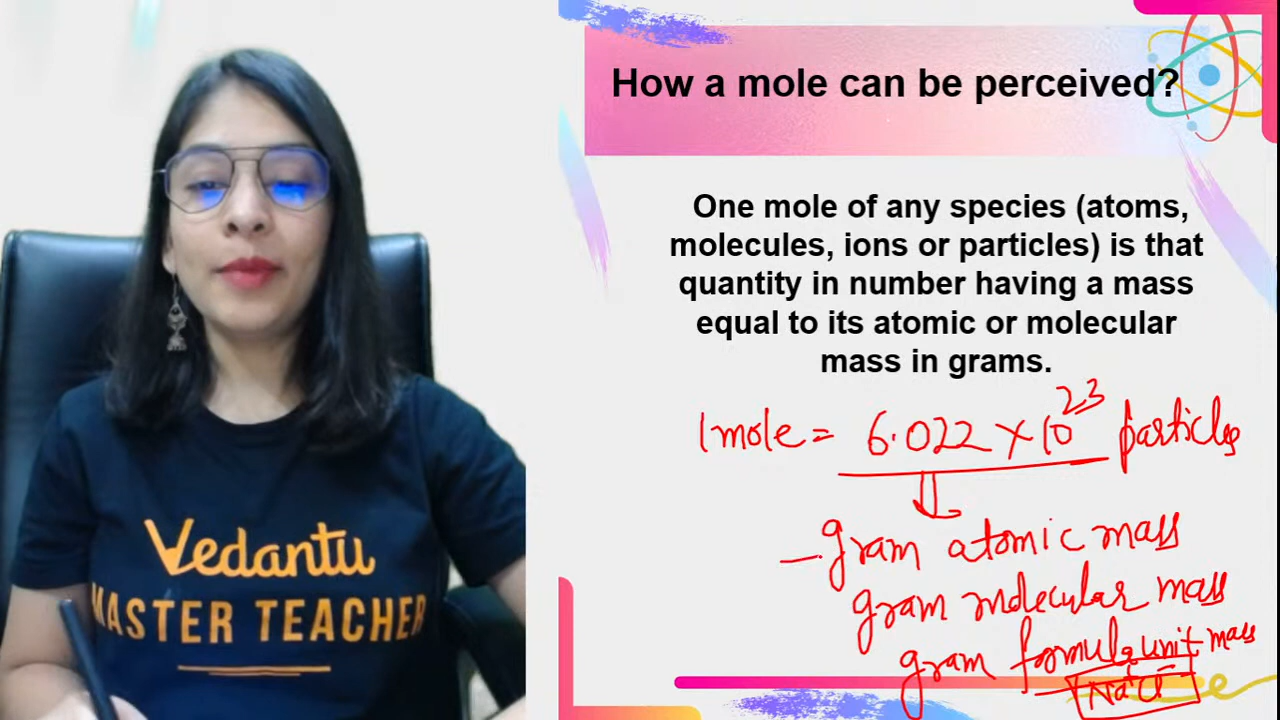 How a mole can be perceived?
One mole of any species (atoms,
molecules, ions or particles) is that
quantity in number having a mass
equal to its atomic or molecular
mass in grams.
1 mole = 6.022 × 10²³ particles
gram atomic mass
gram molecular mass
gram formula unit mass
Na⁺Cl⁻
Vedantu
MASTER TEACHER